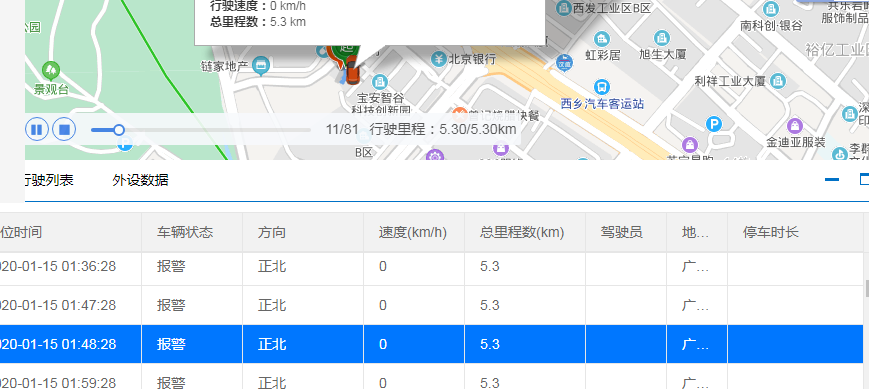 行驶速度：0 km/h
总里程数：5.3 km
西发工业区B区
服饰制品
南科创·银谷
公园
虹彩居
旭生大厦
裕亿工业
链家地产
北京银行
汉庭
利祥工业大厦
景观台
宝安智谷
科技创新园
B区
西乡汽车客运站
快餐
深
印
金迪亚服装
李
11/81 行驶里程：5.30/5.30km
行驶列表 外设数据
位时间 车辆状态 方向 速度(km/h) 总里程数(km) 驾驶员 地... 停车时长
020-01-15 01:36:28 报警 正北 0 5.3 广...
020-01-15 01:47:28 报警 正北 0 5.3 广...
020-01-15 01:48:28 报警 正北 0 5.3 广...
020-01-15 01:59:28 报警 正北 0 5.3 广...